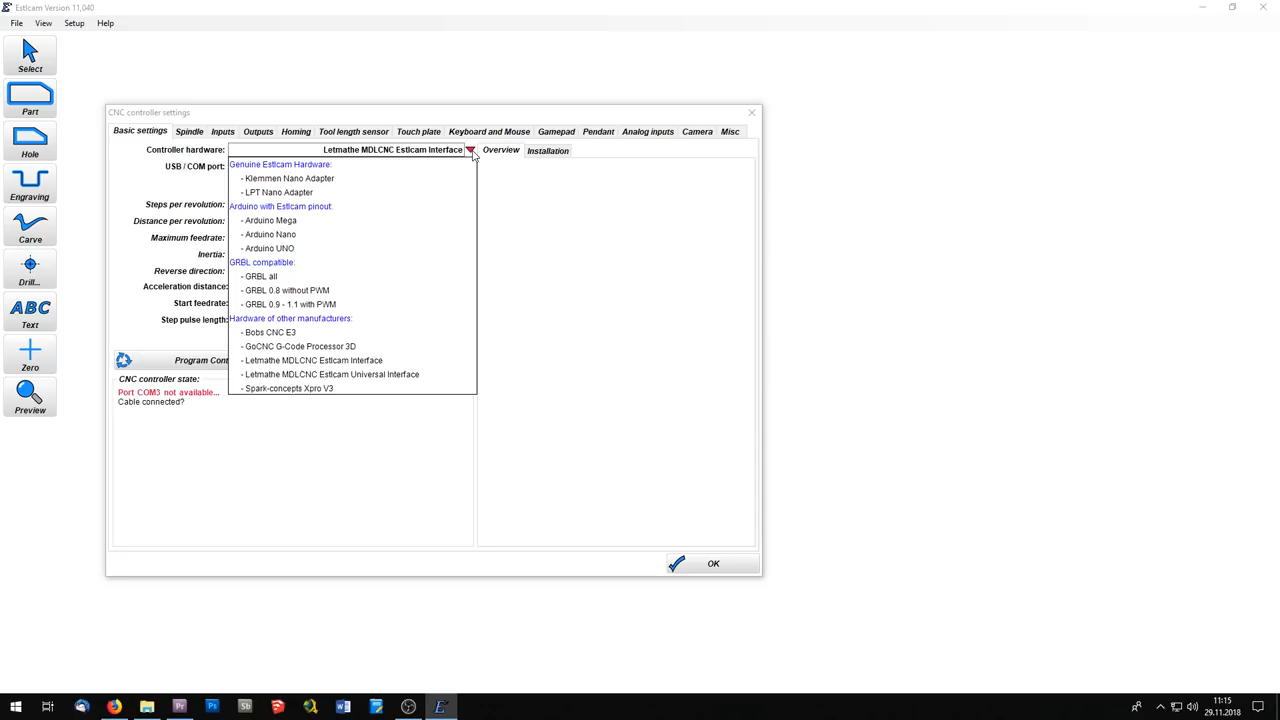 Estlcam Version 11,040
File View Setup Help
Select
Part
Hole
Engraving
Carve
Drill...
ABC
Text
Zero
Preview
CNC controller settings
Basic settings Spindle Inputs Outputs Homing Tool length sensor Touch plate Keyboard and Mouse Gamepad Pendant Analog inputs Camera Misc
Controller hardware: Letmathe MDLCNC Estlcam Interface
Overview Installation
USB / COM port:
Steps per revolution:
Distance per revolution:
Maximum feedrate:
Inertia:
Reverse direction:
Acceleration distance:
Start feedrate:
Step pulse length:
Genuine Estlcam Hardware:
- Klemmen Nano Adapter
- LPT Nano Adapter
Arduino with Estlcam pinout:
- Arduino Mega
- Arduino Nano
- Arduino UNO
GRBL compatible:
- GRBL all
- GRBL 0.8 without PWM
- GRBL 0.9 - 1.1 with PWM
Hardware of other manufacturers:
- Bobs CNC E3
- GoCNC G-Code Processor 3D
- Letmathe MDLCNC Estlcam Interface
- Letmathe MDLCNC Estlcam Universal Interface
- Spark-concepts Xpro V3
Program Cont
CNC controller state:
Port COM3 not available...
Cable connected?
OK
Pr Ps Sb
11:15
29.11.2018